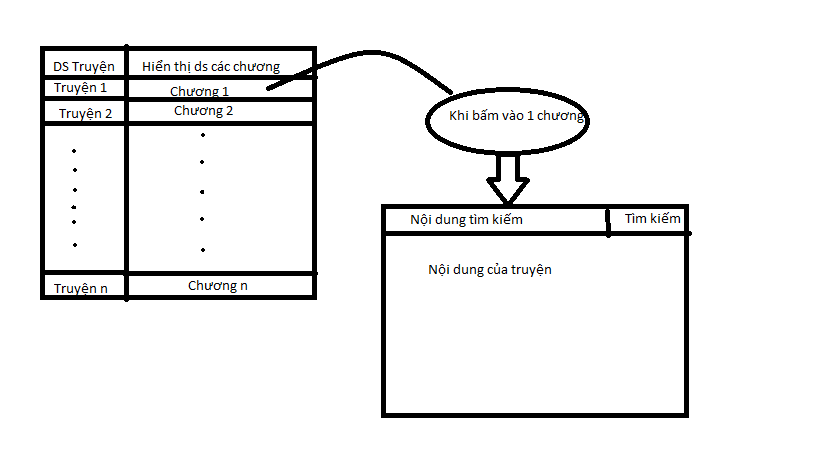 DS Truyện
Hiển thị ds các chương
Truyện 1
Chương 1
Truyện 2
Chương 2
Truyện n
Chương n
Khi bấm vào 1 chương
Nội dung tìm kiếm
Tìm kiếm
Nội dung của truyện